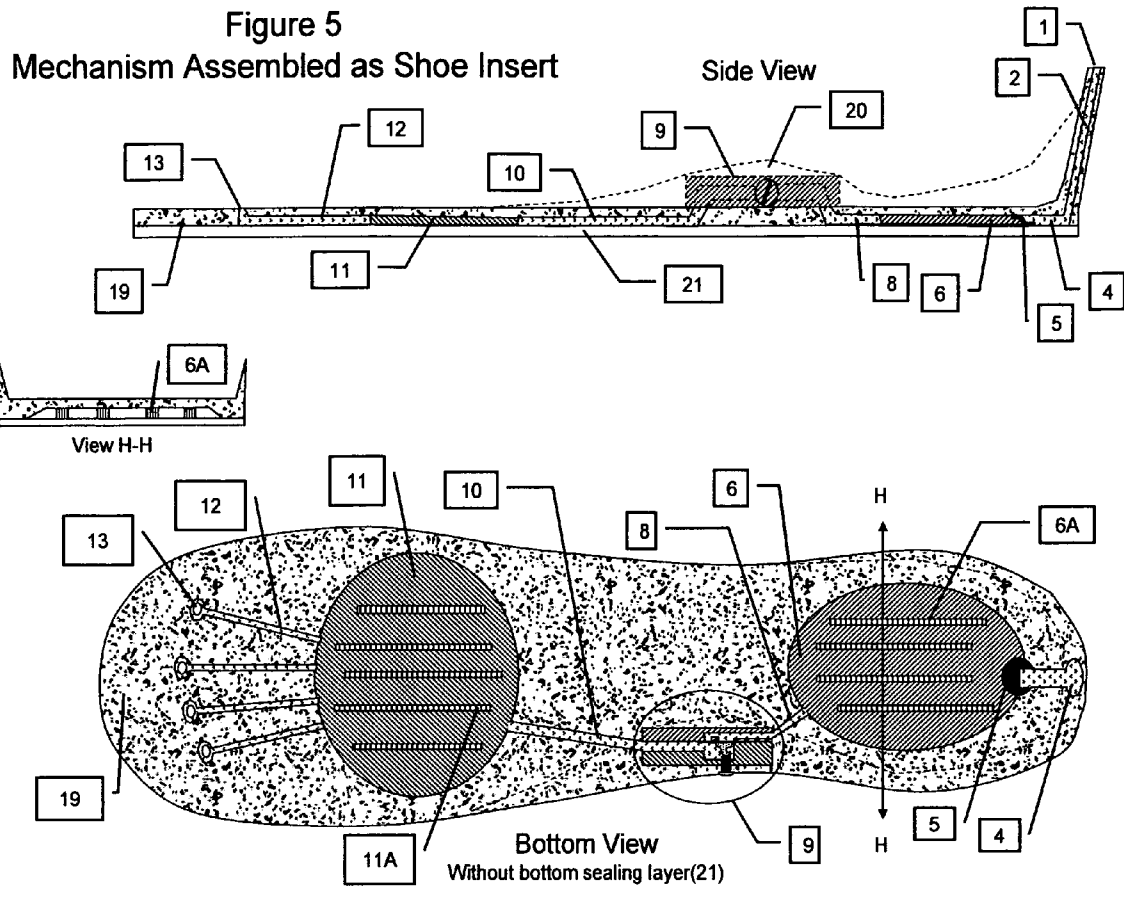 Figure 5
Mechanism Assembled as Shoe Insert
Side View
1
2
20
9
12
13
10
19
11
21
8
6
5
4
6A
View H-H
11
12
13
10
6
8
H
6A
19
11A
Bottom View
Without bottom sealing layer(21)
9
H
5
4